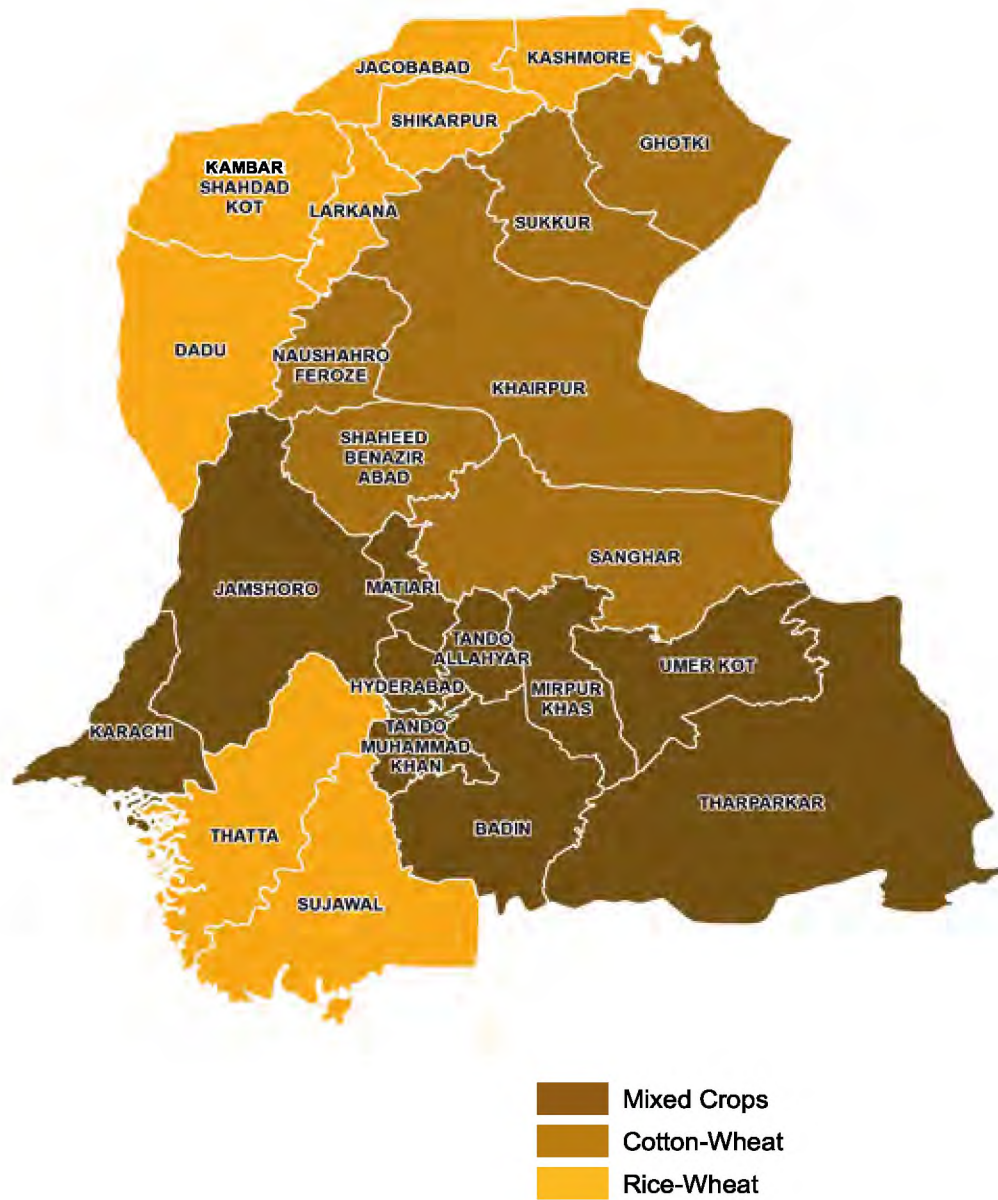 KASHMORE
JACOBABAD
SHIKARPUR
GHOTKI
KAMBAR
SHAHDAD
KOT
LARKANA
SUKKUR
DADU
NAUSHAHRO
FEROZE
KHAIRPUR
SHAHEED
BENAZIR
ABAD
SANGHAR
JAMSHORO
MATIARI
TANDO
ALLAHYAR
UMER KOT
HYDERABAD
MIRPUR
KHAS
KARACHI
TANDO
MUHAMMAD
KHAN
THARPARKAR
BADIN
THATTA
SUJAWAL
Mixed Crops
Cotton-Wheat
Rice-Wheat